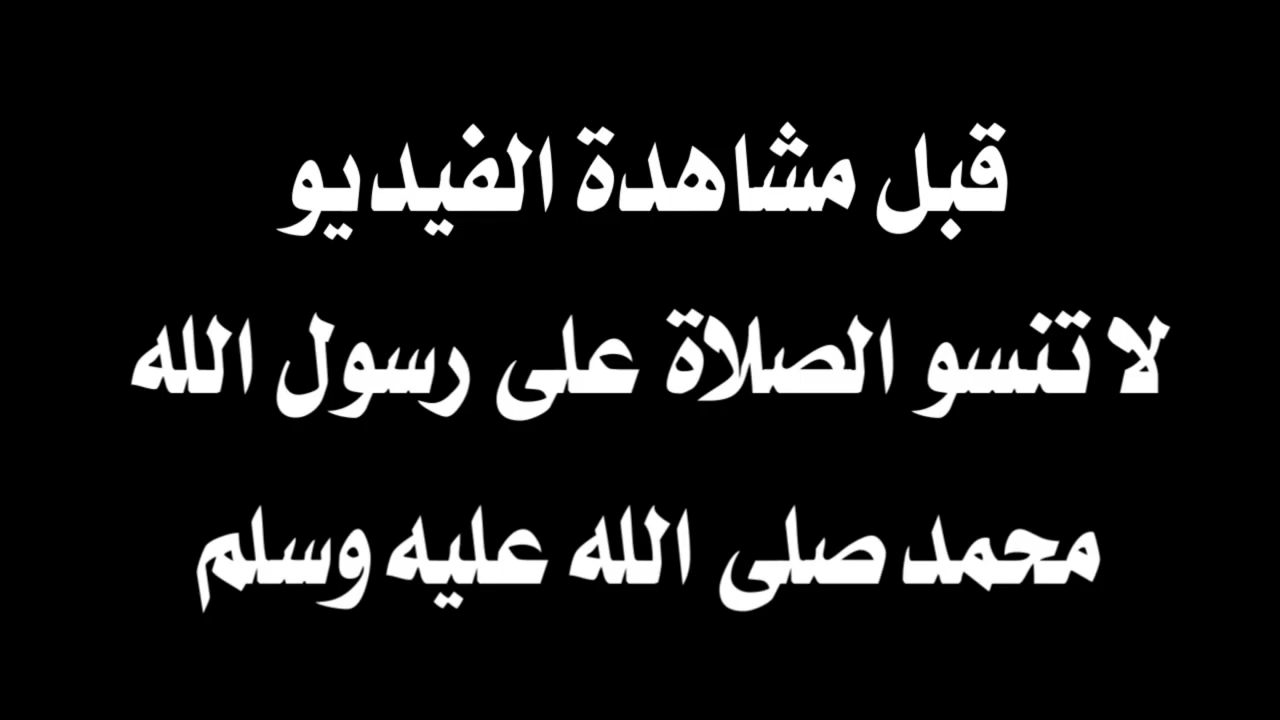 قبل مشاهدة الفيديو
لا تنسو الصلاة على رسول الله
محمد صلى الله عليه وسلم